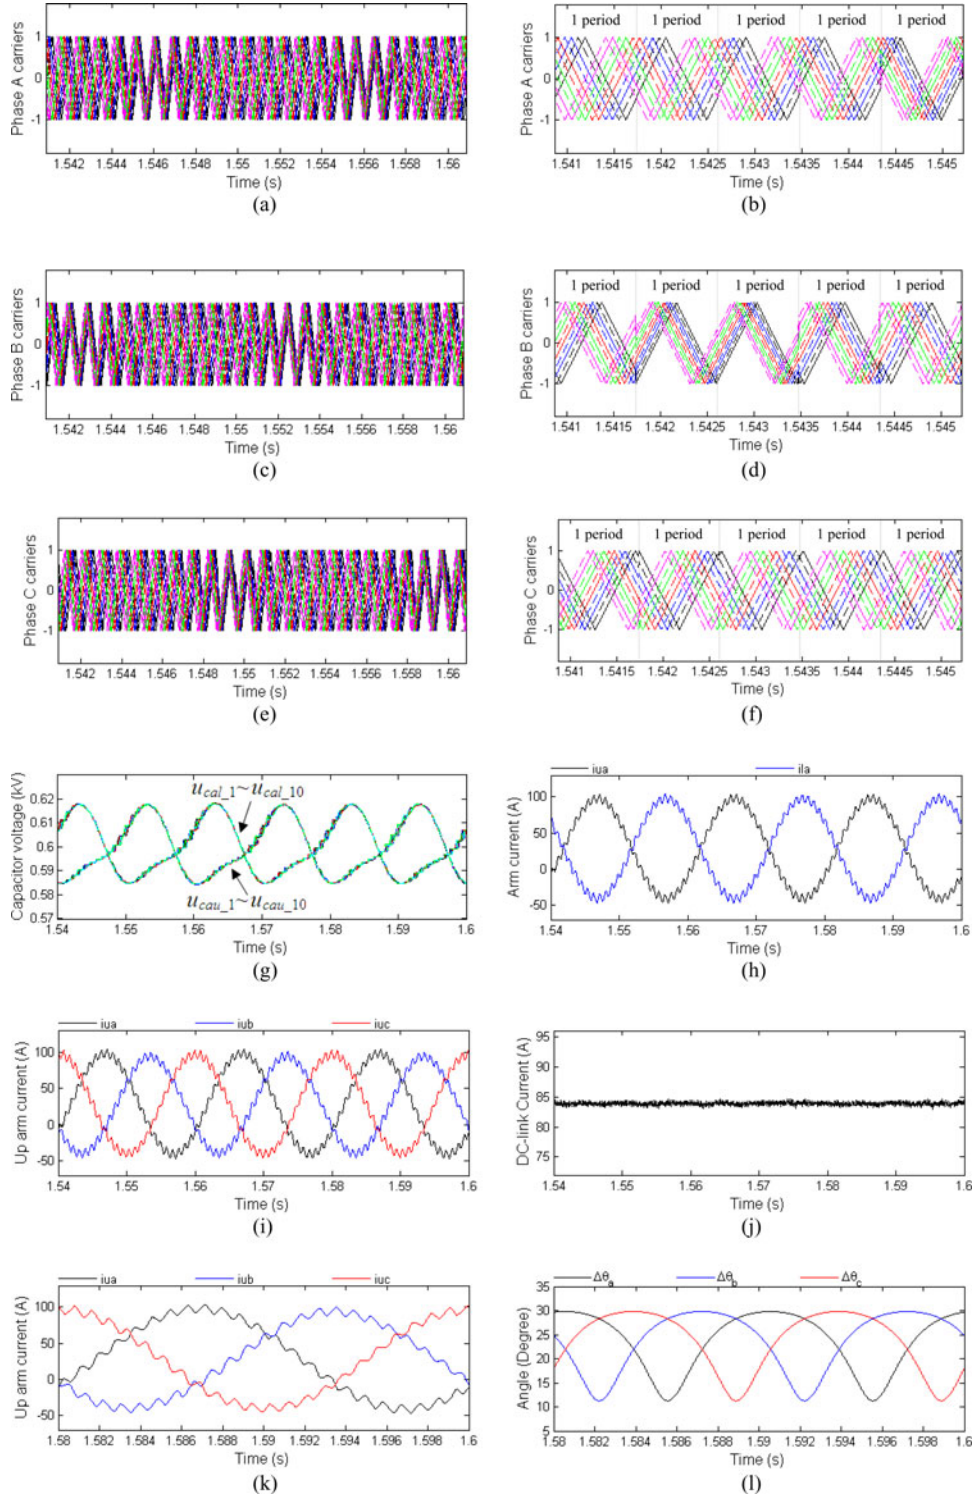 Phase A carriers
1
0
-1
1.542 1.544 1.546 1.548 1.55 1.552 1.554 1.556 1.558 1.56
Time (s)
(a)
1 period 1 period 1 period 1 period 1 period
Phase A carriers
1
0
-1
1.541 1.5415 1.542 1.5425 1.543 1.5435 1.544 1.5445 1.545
Time (s)
(b)
Phase B carriers
1
0
-1
1.542 1.544 1.546 1.548 1.55 1.552 1.554 1.556 1.558 1.56
Time (s)
(c)
1 period 1 period 1 period 1 period 1 period
Phase B carriers
1
0
-1
1.541 1.5415 1.542 1.5425 1.543 1.5435 1.544 1.5445 1.545
Time (s)
(d)
Phase C carriers
1
0
-1
1.542 1.544 1.546 1.548 1.55 1.552 1.554 1.556 1.558 1.56
Time (s)
(e)
1 period 1 period 1 period 1 period 1 period
Phase C carriers
1
0
-1
1.541 1.5415 1.542 1.5425 1.543 1.5435 1.544 1.5445 1.545
Time (s)
(f)
Capacitor voltage (kV)
0.62
0.61
0.6
0.59
0.58
0.57
u_cal_1~u_cal_10
u_cau_1~u_cau_10
1.54 1.55 1.56 1.57 1.58 1.59 1.6
Time (s)
(g)
iua ila
Arm current (A)
100
50
0
-50
1.54 1.55 1.56 1.57 1.58 1.59 1.6
Time (s)
(h)
iua iub iuc
Up arm current (A)
100
50
0
-50
1.54 1.55 1.56 1.57 1.58 1.59 1.6
Time (s)
(i)
DC-link Current (A)
95
90
85
80
75
1.54 1.55 1.56 1.57 1.58 1.59 1.6
Time (s)
(j)
iua iub iuc
Up arm current (A)
100
50
0
-50
1.58 1.582 1.584 1.586 1.588 1.59 1.592 1.594 1.596 1.598 1.6
Time (s)
(k)
Δθa Δθb Δθc
Angle (Degree)
35
30
25
20
15
10
5
1.58 1.582 1.584 1.586 1.588 1.59 1.592 1.594 1.596 1.598 1.6
Time (s)
(l)